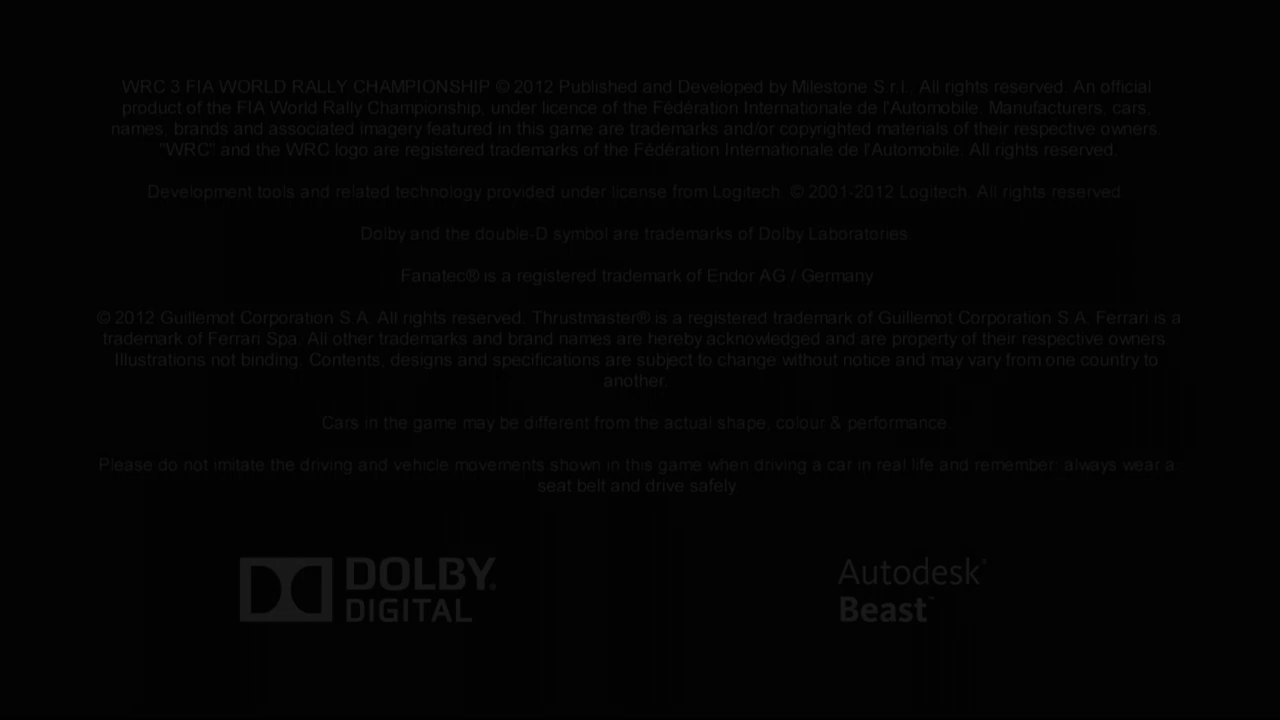 WRC 3 FIA WORLD RALLY CHAMPIONSHIP © 2012 Published and Developed by Milestone S.r.l.. All rights reserved. An official
product of the FIA World Rally Championship, under licence of the Fédération Internationale de l'Automobile. Manufacturers, cars,
names, brands and associated imagery featured in this game are trademarks and/or copyrighted materials of their respective owners.
"WRC" and the WRC logo are registered trademarks of the Fédération Internationale de l'Automobile. All rights reserved.
Development tools and related technology provided under license from Logitech. © 2001-2012 Logitech. All rights reserved.
Dolby and the double-D symbol are trademarks of Dolby Laboratories.
Fanatec® is a registered trademark of Endor AG / Germany
© 2012 Guillemot Corporation S.A. All rights reserved. Thrustmaster® is a registered trademark of Guillemot Corporation S.A. Ferrari is a
trademark of Ferrari Spa. All other trademarks and brand names are hereby acknowledged and are property of their respective owners.
Illustrations not binding. Contents, designs and specifications are subject to change without notice and may vary from one country to
another.
Cars in the game may be different from the actual shape, colour & performance.
Please do not imitate the driving and vehicle movements shown in this game when driving a car in real life and remember: always wear a
seat belt and drive safely.
DOLBY®
DIGITAL
Autodesk®
Beast™